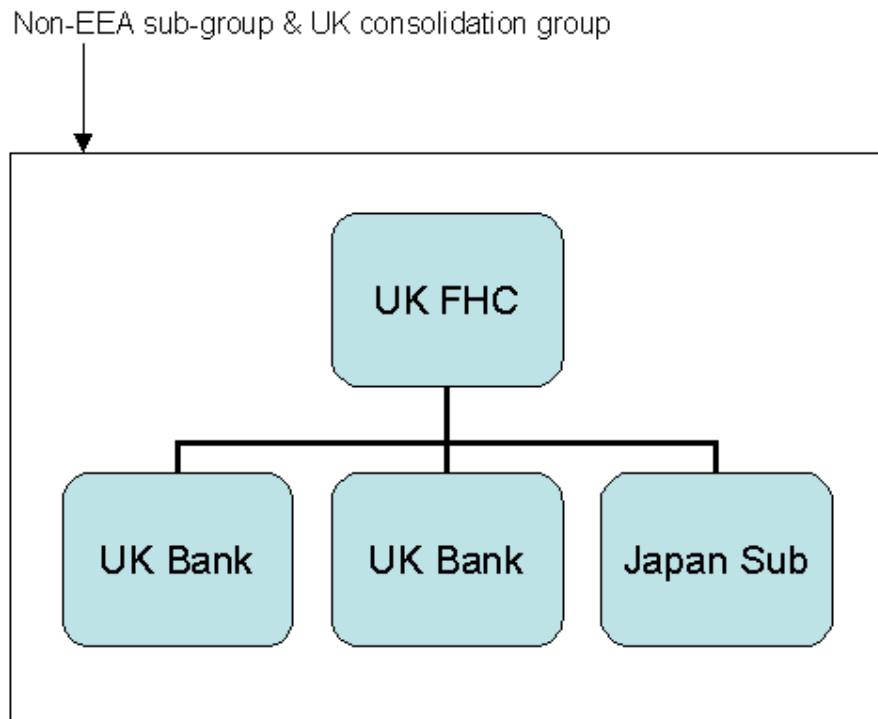 Non-EEA sub-group & UK consolidation group
UK FHC
UK Bank
UK Bank
Japan Sub